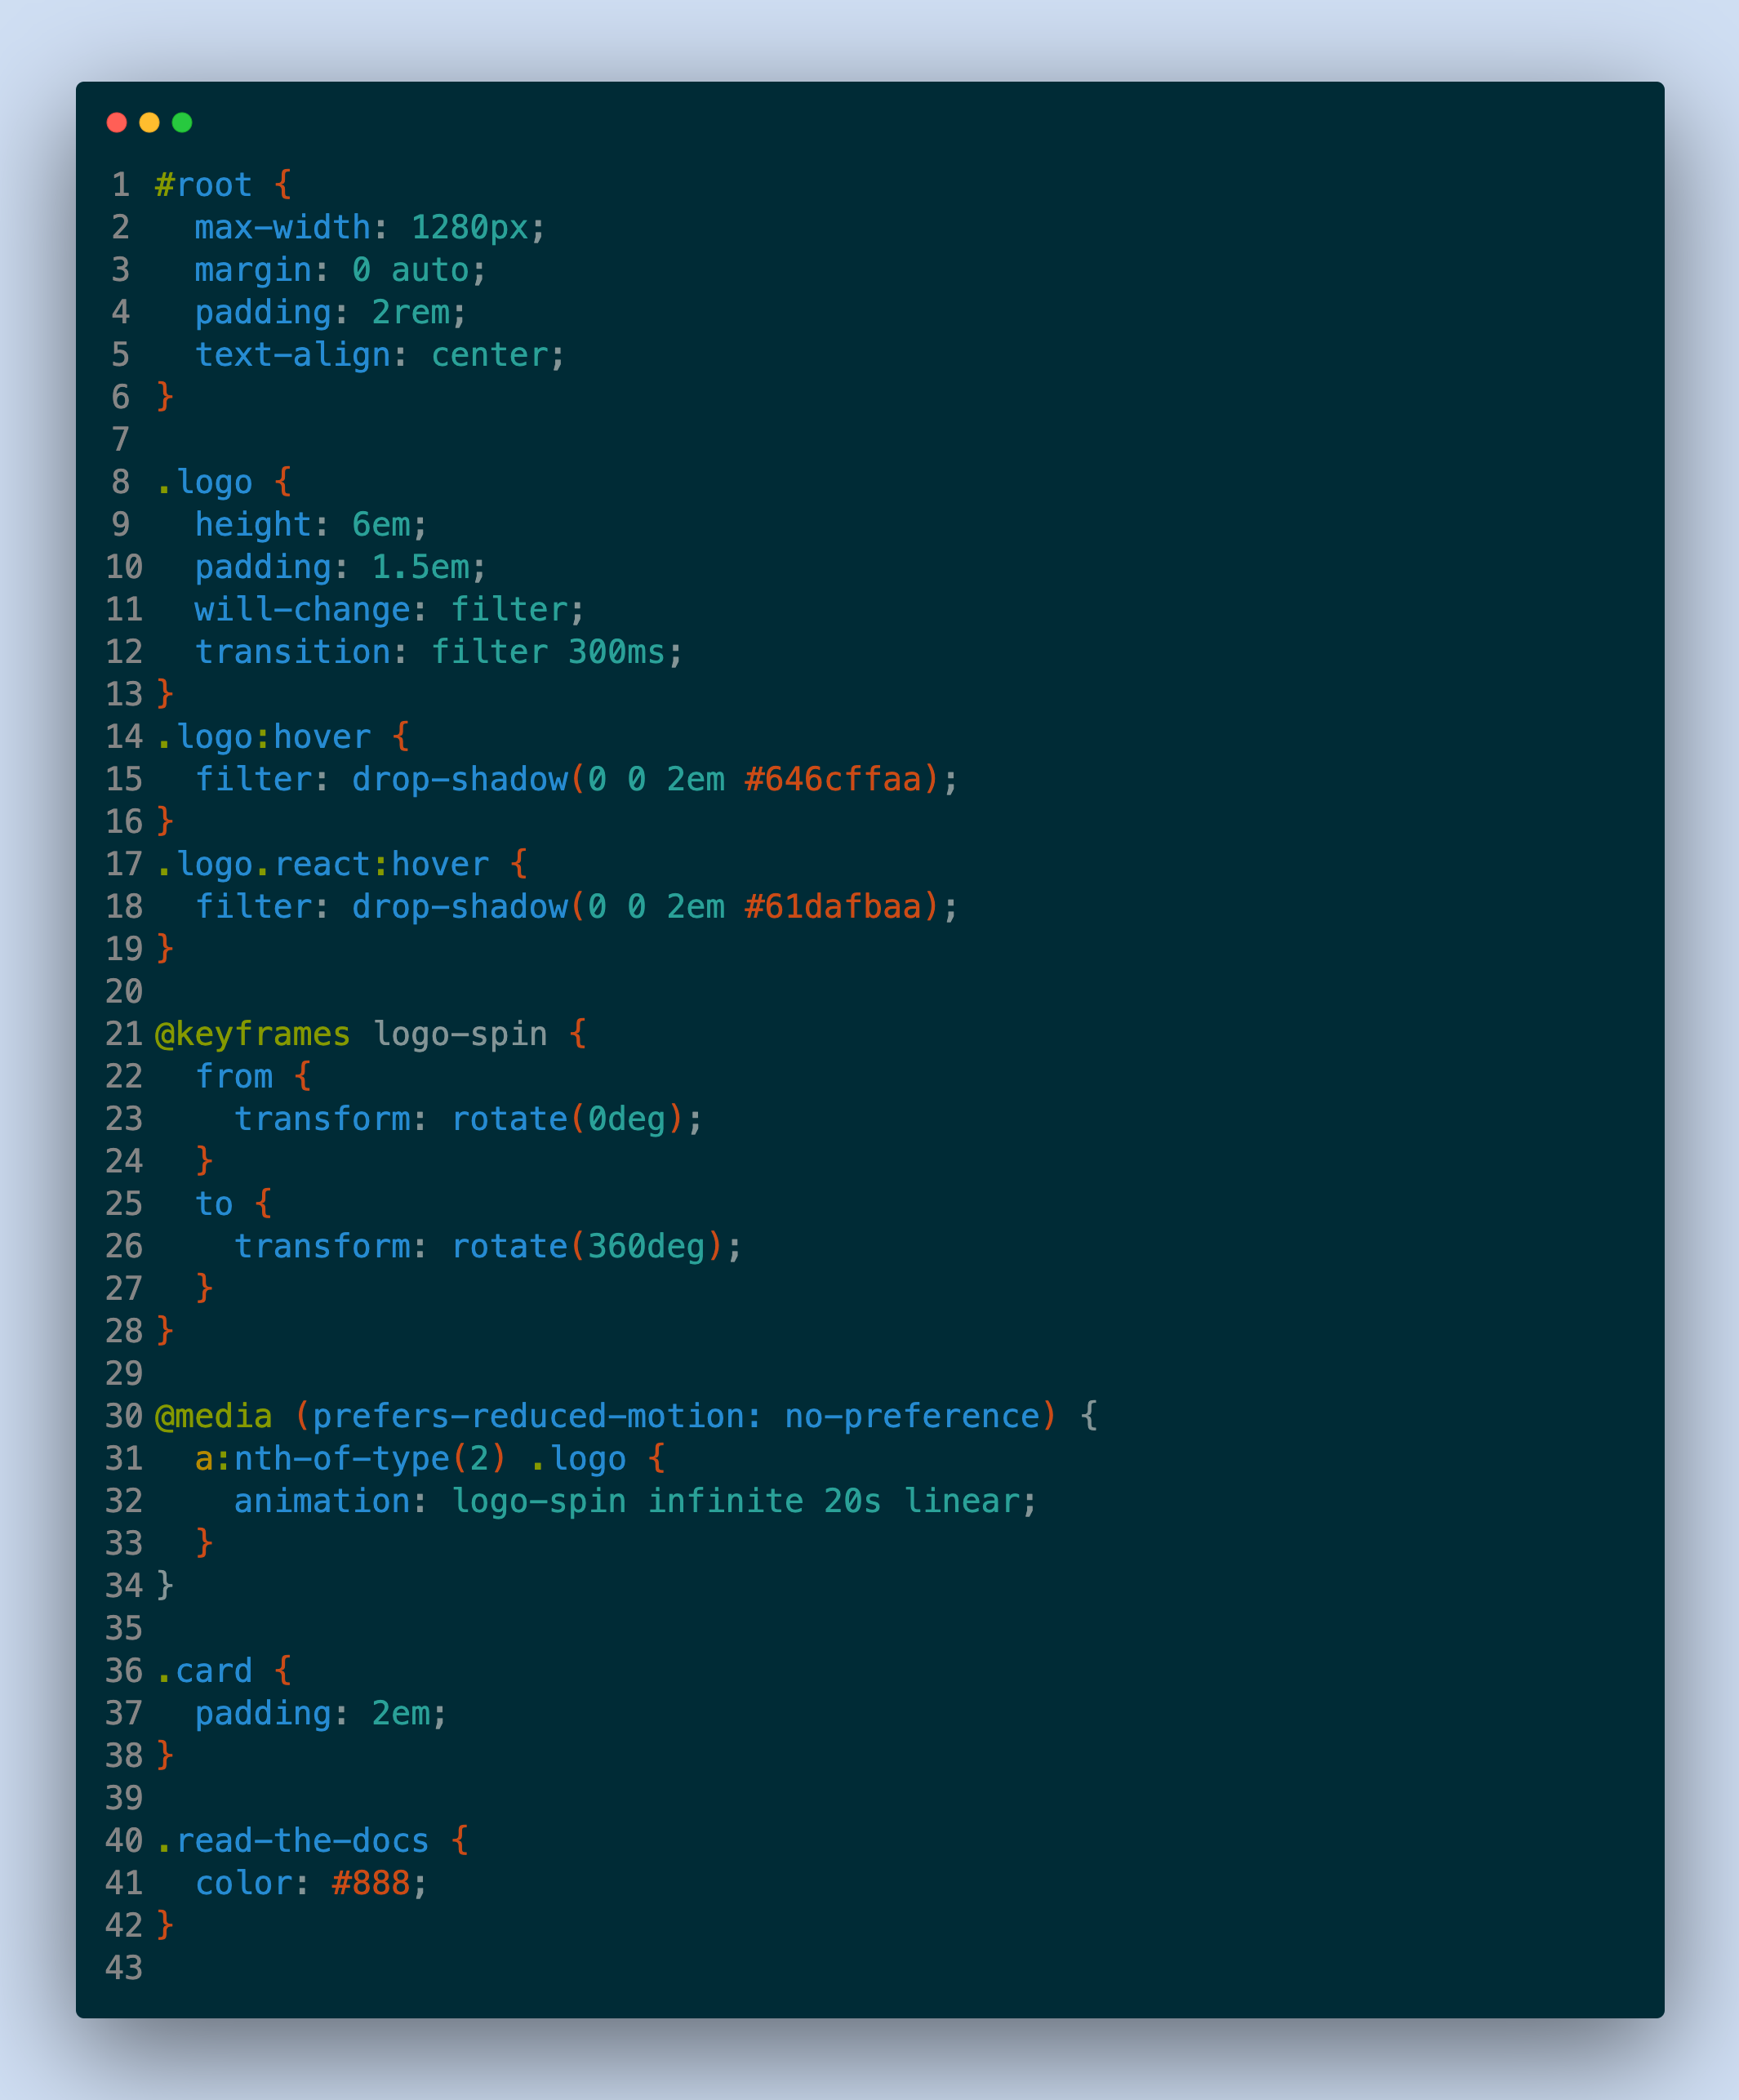 1 #root {
2   max-width: 1280px;
3   margin: 0 auto;
4   padding: 2rem;
5   text-align: center;
6 }
7
8 .logo {
9   height: 6em;
10   padding: 1.5em;
11   will-change: filter;
12   transition: filter 300ms;
13 }
14 .logo:hover {
15   filter: drop-shadow(0 0 2em #646cffaa);
16 }
17 .logo.react:hover {
18   filter: drop-shadow(0 0 2em #61dafbaa);
19 }
20
21 @keyframes logo-spin {
22   from {
23     transform: rotate(0deg);
24   }
25   to {
26     transform: rotate(360deg);
27   }
28 }
29
30 @media (prefers-reduced-motion: no-preference) {
31   a:nth-of-type(2) .logo {
32     animation: logo-spin infinite 20s linear;
33   }
34 }
35
36 .card {
37   padding: 2em;
38 }
39
40 .read-the-docs {
41   color: #888;
42 }
43